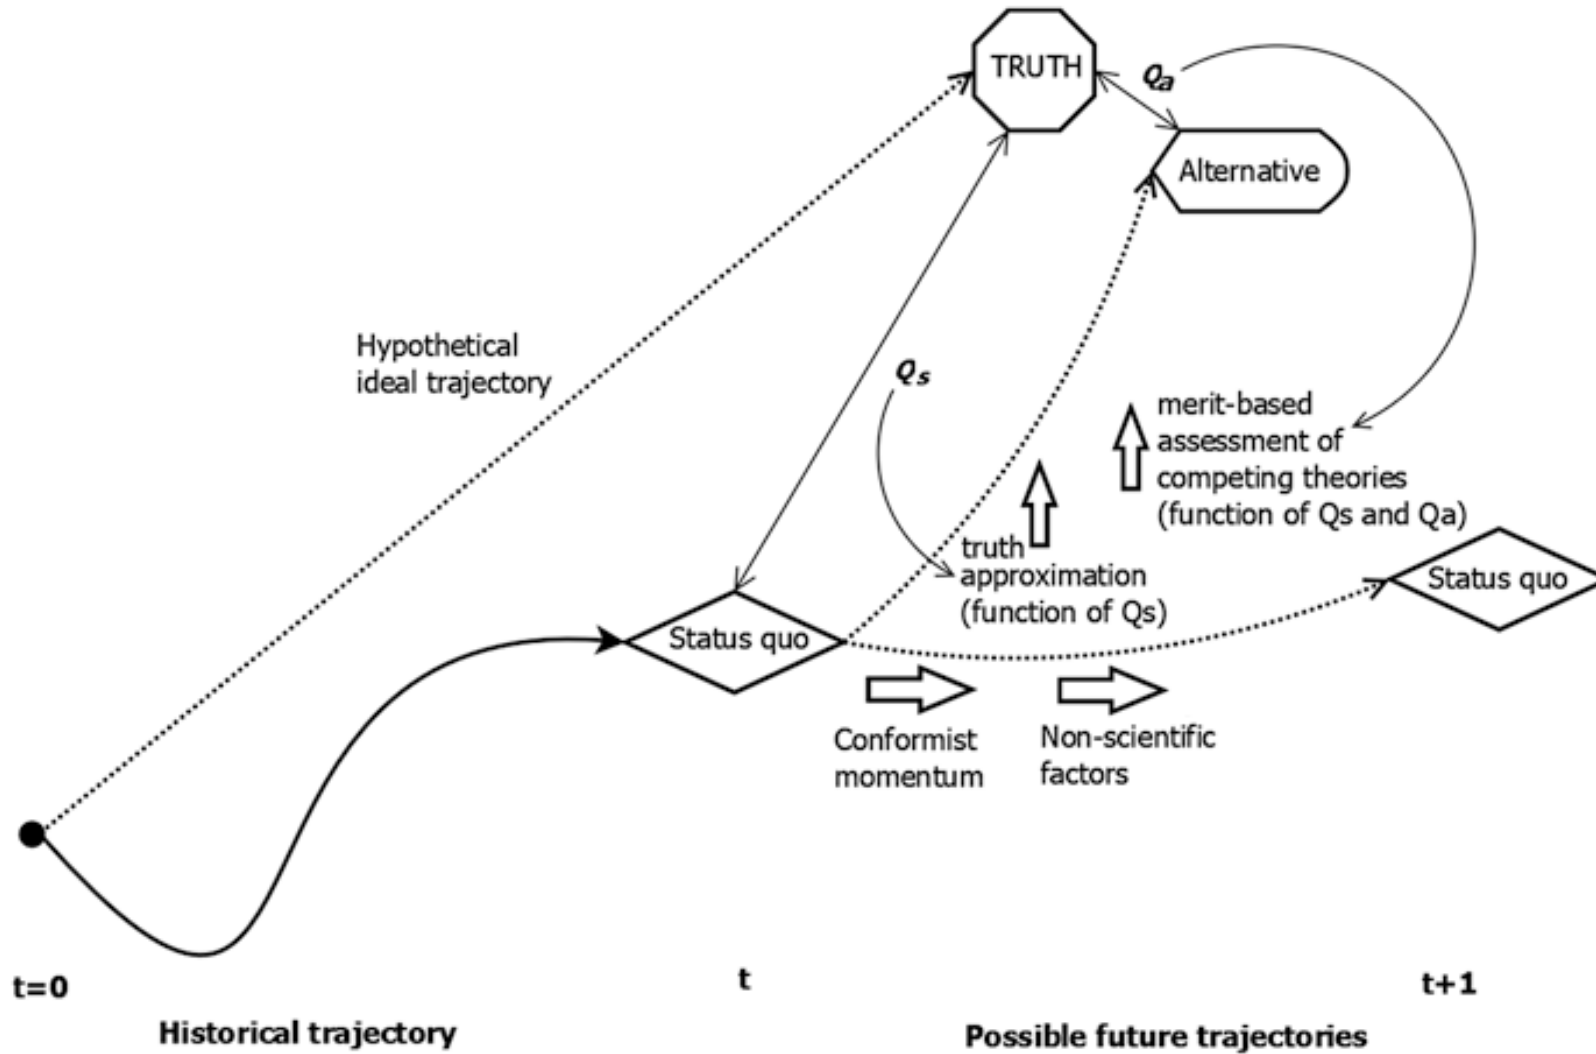 TRUTH
Qa
Alternative
Hypothetical
ideal trajectory
Qs
merit-based
assessment of
competing theories
(function of Qs and Qa)
truth
approximation
(function of Qs)
Status quo
Status quo
Conformist
momentum
Non-scientific
factors
t=0
t
t+1
Historical trajectory
Possible future trajectories